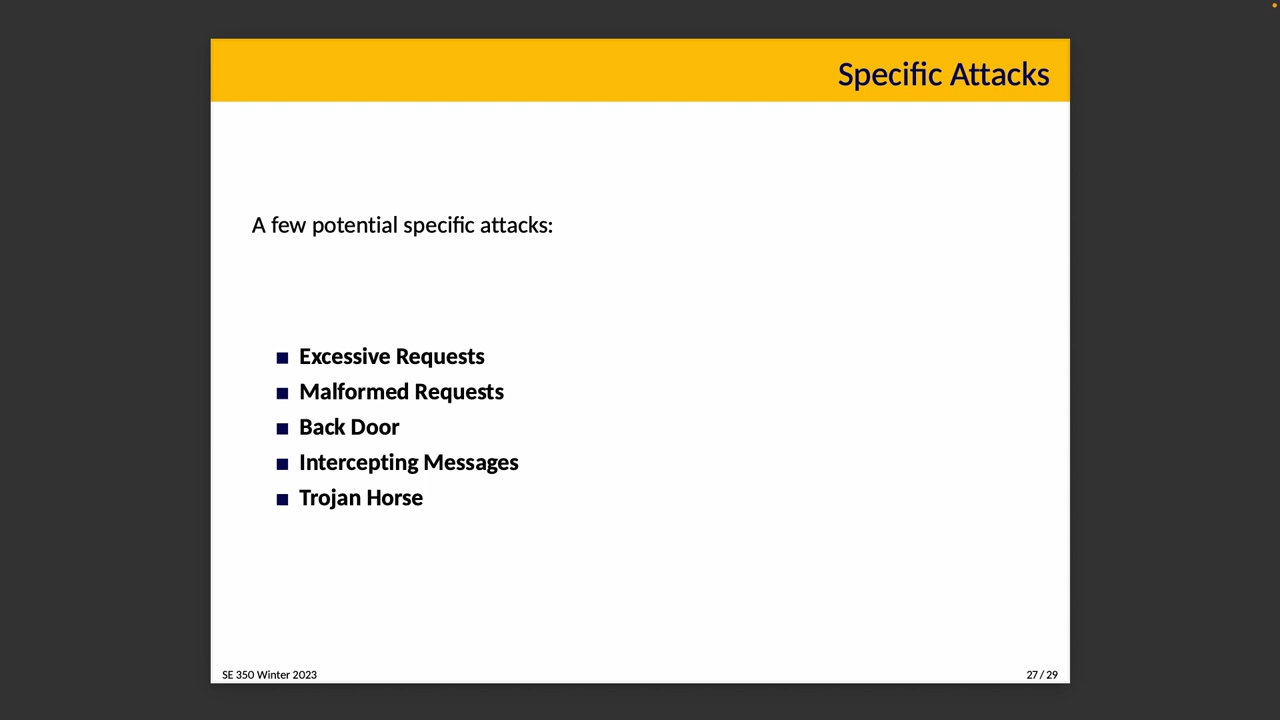 Specific Attacks
A few potential specific attacks:
Excessive Requests
Malformed Requests
Back Door
Intercepting Messages
Trojan Horse
SE 350 Winter 2023
27 / 29